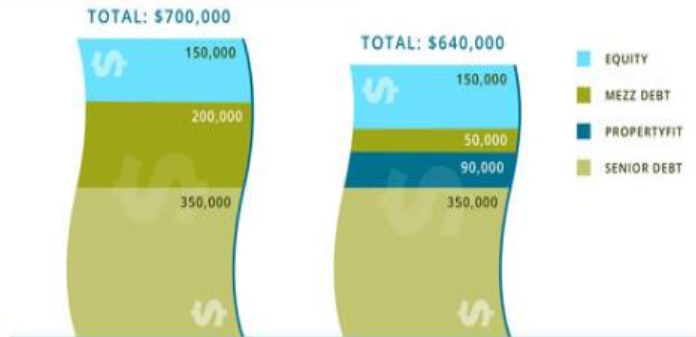 TOTAL: $700,000
150,000
200,000
350,000
TOTAL: $640,000
150,000
50,000
90,000
350,000
EQUITY
MEZZ DEBT
PROPERTYFIT
SENIOR DEBT